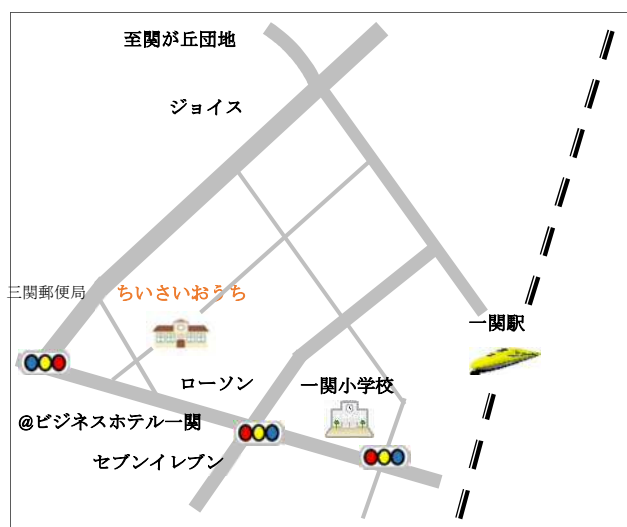 至関が丘団地
ジョイス
三関郵便局
ちいさいおうち
一関駅
ローソン
一関小学校
@ビジネスホテル一関
セブンイレブン